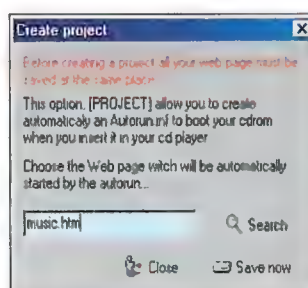 Create project
Before creating a project all your web page must be
saved at the same place
This option, [PROJECT] allow you to create
automaticaly an Autorun.inf to boot your cdrom
when you insert it in your cd player
Choose the Web page witch will be automatically
started by the autorun...
music.htm
Search
Close
Save now